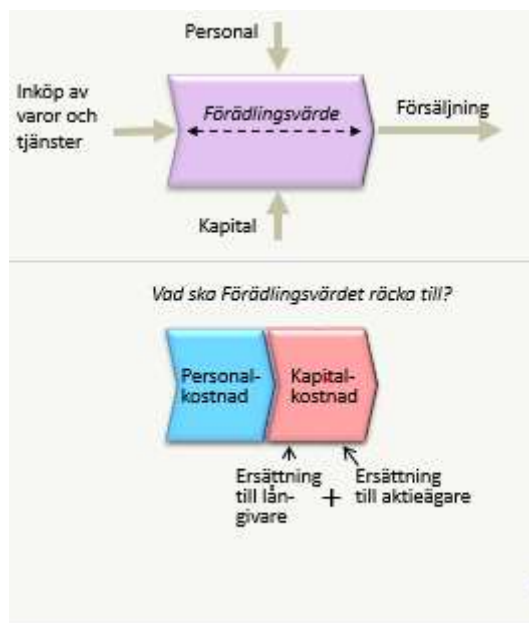 Personal
Inköp av
varor och
tjänster
Förädlingsvärde
Försäljning
Kapital
Vad ska Förädlingsvärdet räcka till?
Personal-
kostnad
Kapital-
kostnad
Ersättning
till lån-
givare
+
Ersättning
till aktieägare